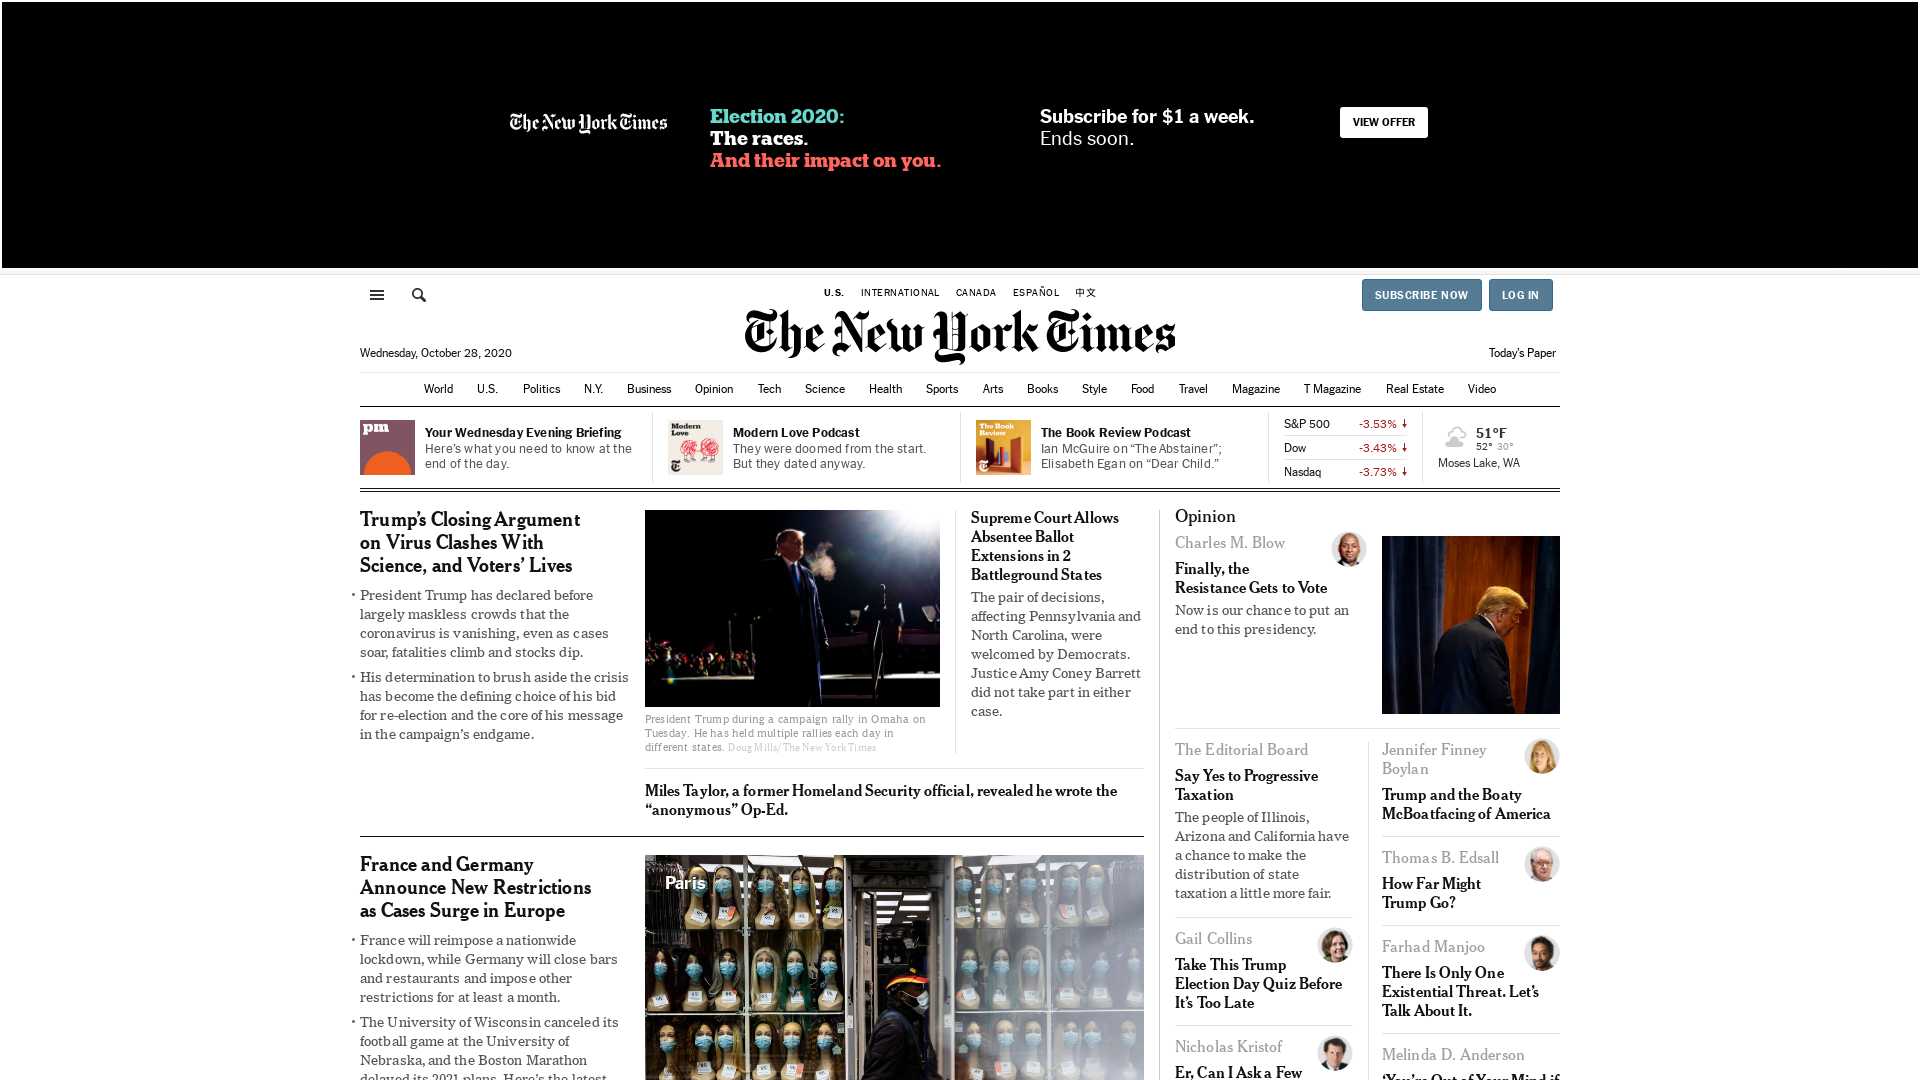 The New York Times
Election 2020:
The races.
And their impact on you.
Subscribe for $1 a week.
Ends soon.
VIEW OFFER
U.S. INTERNATIONAL CANADA ESPAÑOL 中文
SUBSCRIBE NOW LOG IN
The New York Times
Wednesday, October 28, 2020
Today's Paper
World U.S. Politics N.Y. Business Opinion Tech Science Health Sports Arts Books Style Food Travel Magazine T Magazine Real Estate Video
pm
Your Wednesday Evening Briefing
Here's what you need to know at the
end of the day.
Modern
Love
Modern Love Podcast
They were doomed from the start.
But they dated anyway.
The Book
Review
The Book Review Podcast
Ian McGuire on “The Abstainer”;
Elisabeth Egan on “Dear Child.”
S&P 500 -3.53% ↓
Dow -3.43% ↓
Nasdaq -3.73% ↓
51°F
52° 30°
Moses Lake, WA
Trump’s Closing Argument
on Virus Clashes With
Science, and Voters’ Lives
• President Trump has declared before
largely maskless crowds that the
coronavirus is vanishing, even as cases
soar, fatalities climb and stocks dip.
• His determination to brush aside the crisis
has become the defining choice of his bid
for re-election and the core of his message
in the campaign’s endgame.
President Trump during a campaign rally in Omaha on
Tuesday. He has held multiple rallies each day in
different states. Doug Mills/The New York Times
Supreme Court Allows
Absentee Ballot
Extensions in 2
Battleground States
The pair of decisions,
affecting Pennsylvania and
North Carolina, were
welcomed by Democrats.
Justice Amy Coney Barrett
did not take part in either
case.
Miles Taylor, a former Homeland Security official, revealed he wrote the
“anonymous” Op-Ed.
France and Germany
Announce New Restrictions
as Cases Surge in Europe
• France will reimpose a nationwide
lockdown, while Germany will close bars
and restaurants and impose other
restrictions for at least a month.
• The University of Wisconsin canceled its
football game at the University of
Nebraska, and the Boston Marathon
delayed its 2021 plans. Here’s the latest
Paris
Opinion
Charles M. Blow
Finally, the
Resistance Gets to Vote
Now is our chance to put an
end to this presidency.
The Editorial Board
Say Yes to Progressive
Taxation
The people of Illinois,
Arizona and California have
a chance to make the
distribution of state
taxation a little more fair.
Gail Collins
Take This Trump
Election Day Quiz Before
It’s Too Late
Nicholas Kristof
Er, Can I Ask a Few
Jennifer Finney
Boylan
Trump and the Boaty
McBoatfacing of America
Thomas B. Edsall
How Far Might
Trump Go?
Farhad Manjoo
There Is Only One
Existential Threat. Let’s
Talk About It.
Melinda D. Anderson
‘You’re Out of Your Mind if